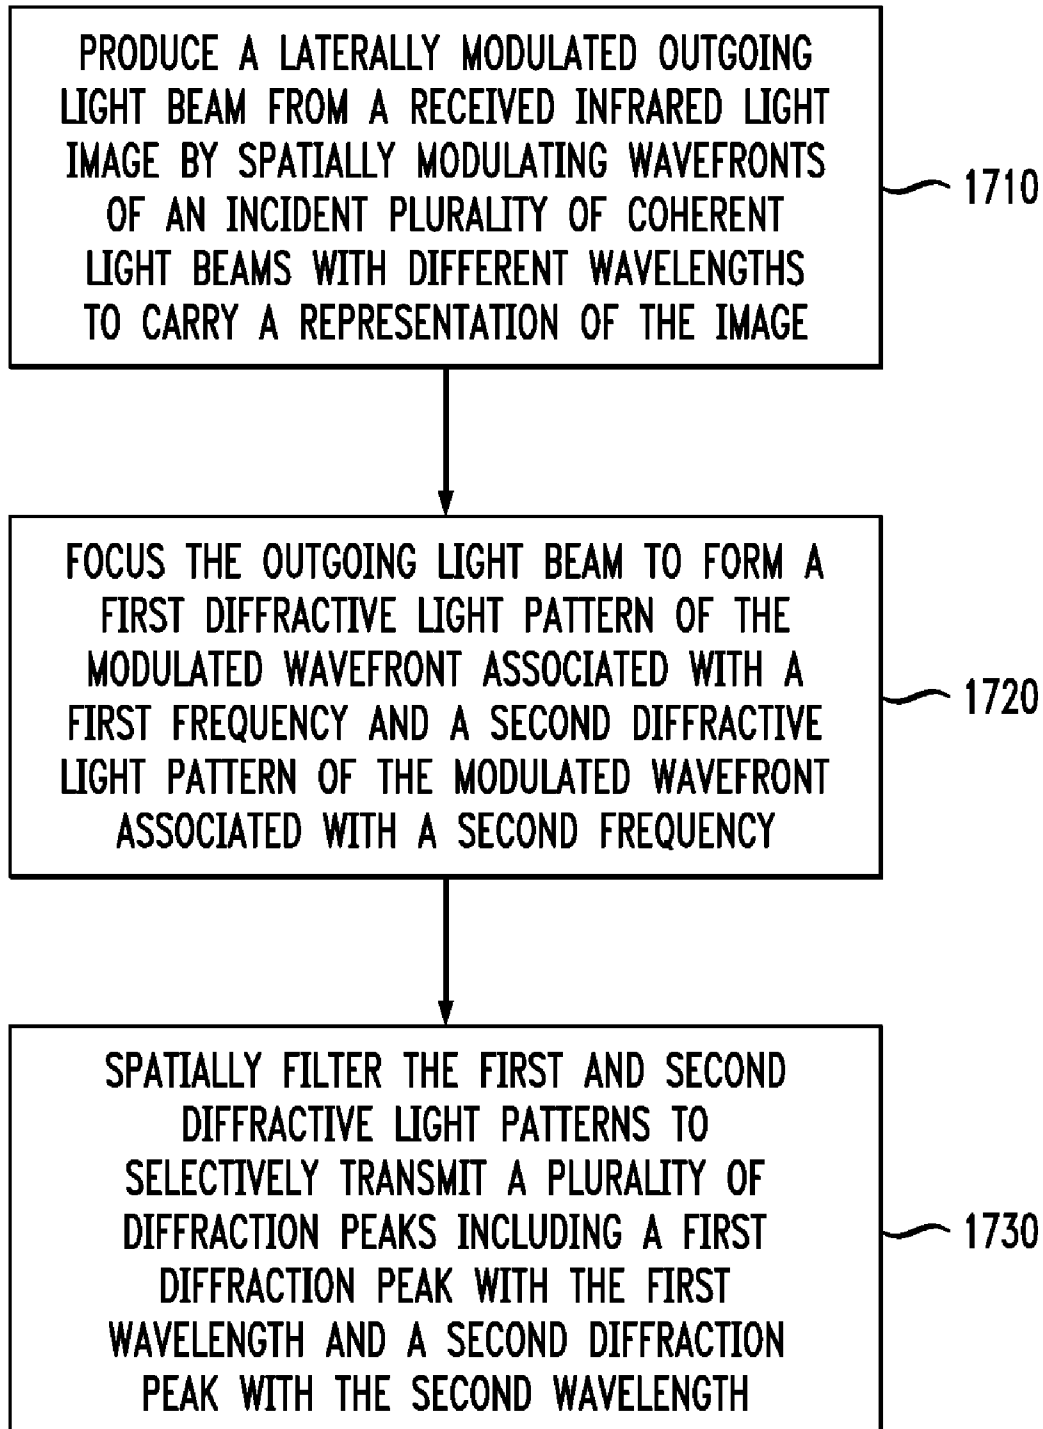 PRODUCE A LATERALLY MODULATED OUTGOING
LIGHT BEAM FROM A RECEIVED INFRARED LIGHT
IMAGE BY SPATIALLY MODULATING WAVEFRONTS
OF AN INCIDENT PLURALITY OF COHERENT
LIGHT BEAMS WITH DIFFERENT WAVELENGTHS
TO CARRY A REPRESENTATION OF THE IMAGE
1710
FOCUS THE OUTGOING LIGHT BEAM TO FORM A
FIRST DIFFRACTIVE LIGHT PATTERN OF THE
MODULATED WAVEFRONT ASSOCIATED WITH A
FIRST FREQUENCY AND A SECOND DIFFRACTIVE
LIGHT PATTERN OF THE MODULATED WAVEFRONT
ASSOCIATED WITH A SECOND FREQUENCY
1720
SPATIALLY FILTER THE FIRST AND SECOND
DIFFRACTIVE LIGHT PATTERNS TO
SELECTIVELY TRANSMIT A PLURALITY OF
DIFFRACTION PEAKS INCLUDING A FIRST
DIFFRACTION PEAK WITH THE FIRST
WAVELENGTH AND A SECOND DIFFRACTION
PEAK WITH THE SECOND WAVELENGTH
1730